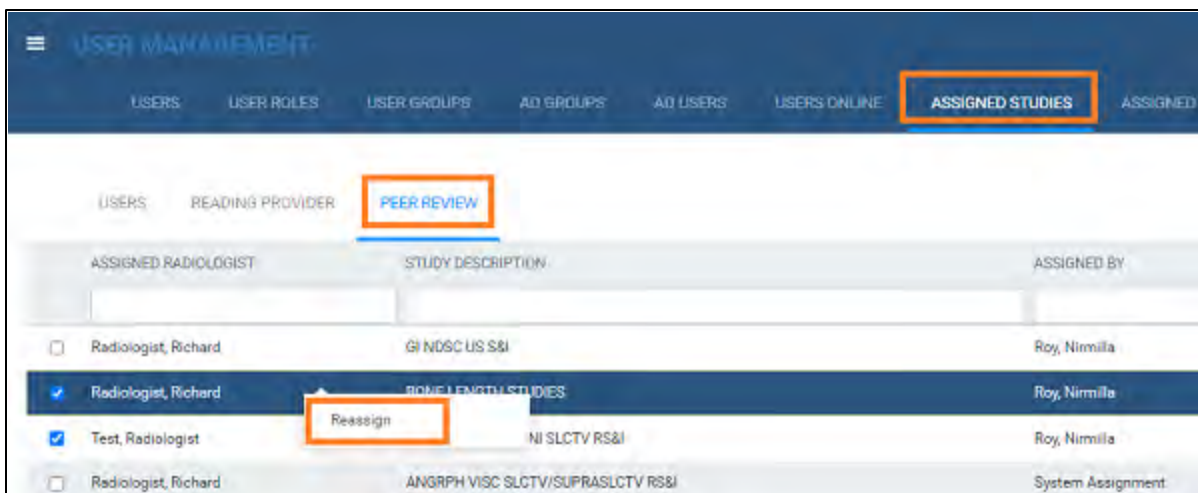 USER MANAGEMENT
USERS USER ROLES USER GROUPS AD GROUPS AD USERS USERS ONLINE ASSIGNED STUDIES ASSIGNED
USERS READING PROVIDER PEER REVIEW
ASSIGNED RADIOLOGIST STUDY DESCRIPTION ASSIGNED BY
Radiologist, Richard GI NDSC US S&I Roy, Nirmilla
Radiologist, Richard BONE LENGTH STUDIES Roy, Nirmilla
Reassign
Test, Radiologist NI SLCTV RS&I Roy, Nirmilla
Radiologist, Richard ANGRPH VISC SLCTV/SUPRASLCTV RS&I System Assignment